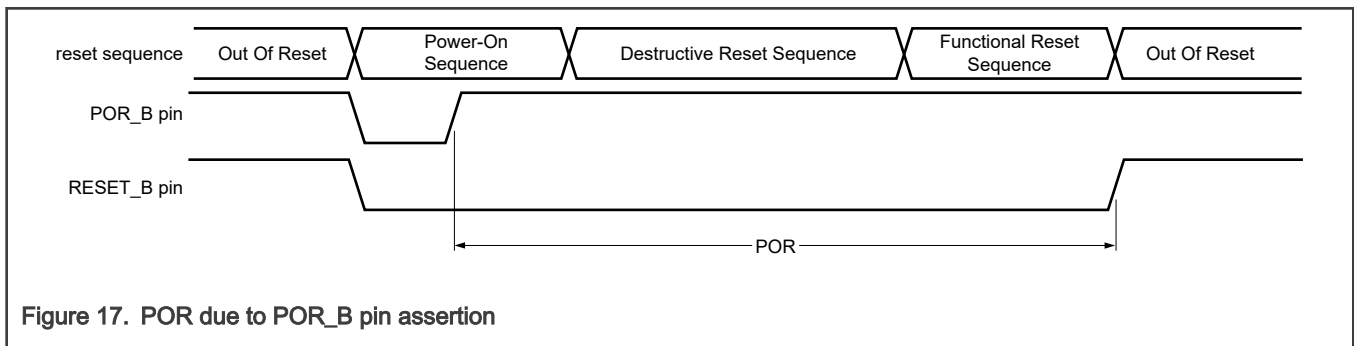 reset sequence Out Of Reset Power-On Sequence Destructive Reset Sequence Functional Reset Sequence Out Of Reset
POR_B pin
RESET_B pin
POR
Figure 17. POR due to POR_B pin assertion